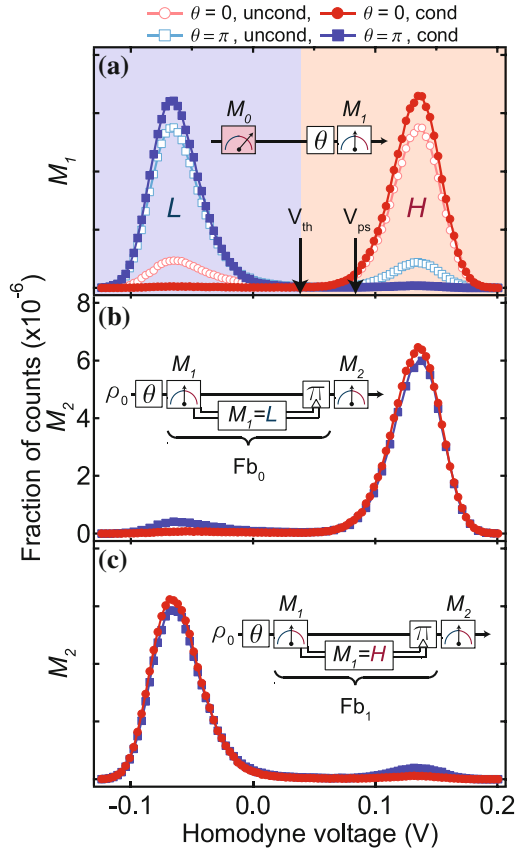 θ = 0, uncond, θ = 0, cond
θ = π, uncond, θ = π, cond
(a)
M0
θ
M1
L
H
Vth
Vps
M1
(b)
8
6
4
2
0
M1
M2
ρ0
θ
π
M1=L
Fb0
M2
Fraction of counts (x10⁻⁶)
(c)
M1
M2
ρ0
θ
π
M1=H
Fb1
M2
-0.1
0.0
0.1
0.2
Homodyne voltage (V)